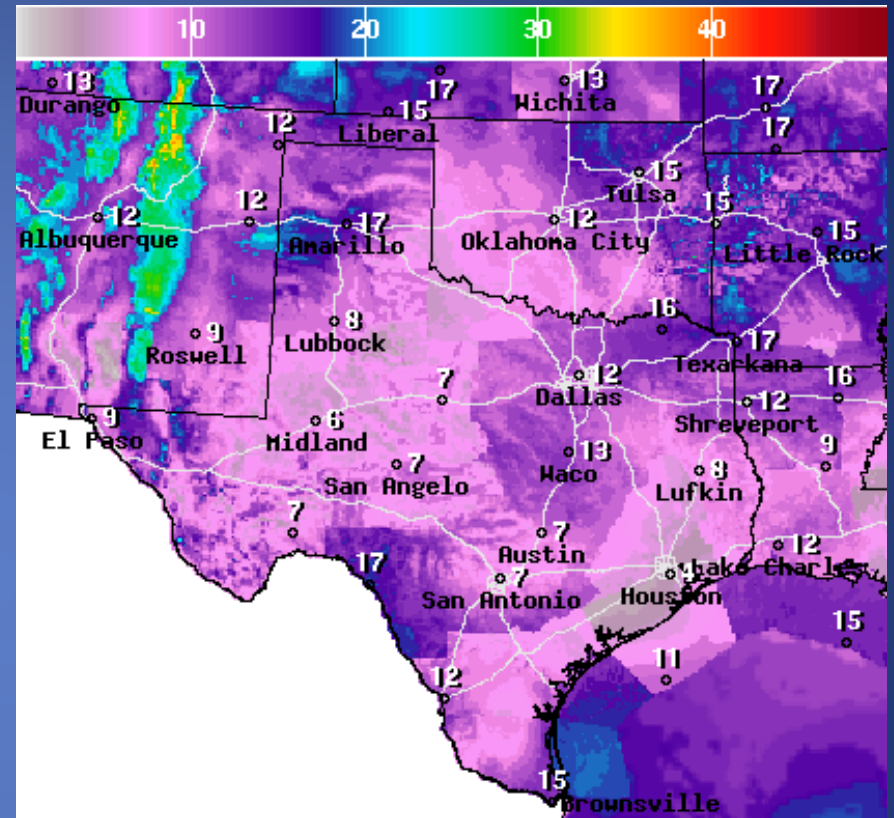 10 20 30 40
13
17
13
17
Durango
Wichita
15
Liberal
12
17
15
Tulsa
12
12
17
12
15
15
Albuquerque
Amarillo
Oklahoma City
Little Rock
9
8
16
17
Roswell
Lubbock
Texarkana
7
12
12
16
Dallas
9
6
Shreveport
El Paso
Midland
13
9
7
Waco
8
San Angelo
Lufkin
7
7
12
Austin
17
7
Lake Charles
San Antonio
Houston
15
11
12
15
Brownsville